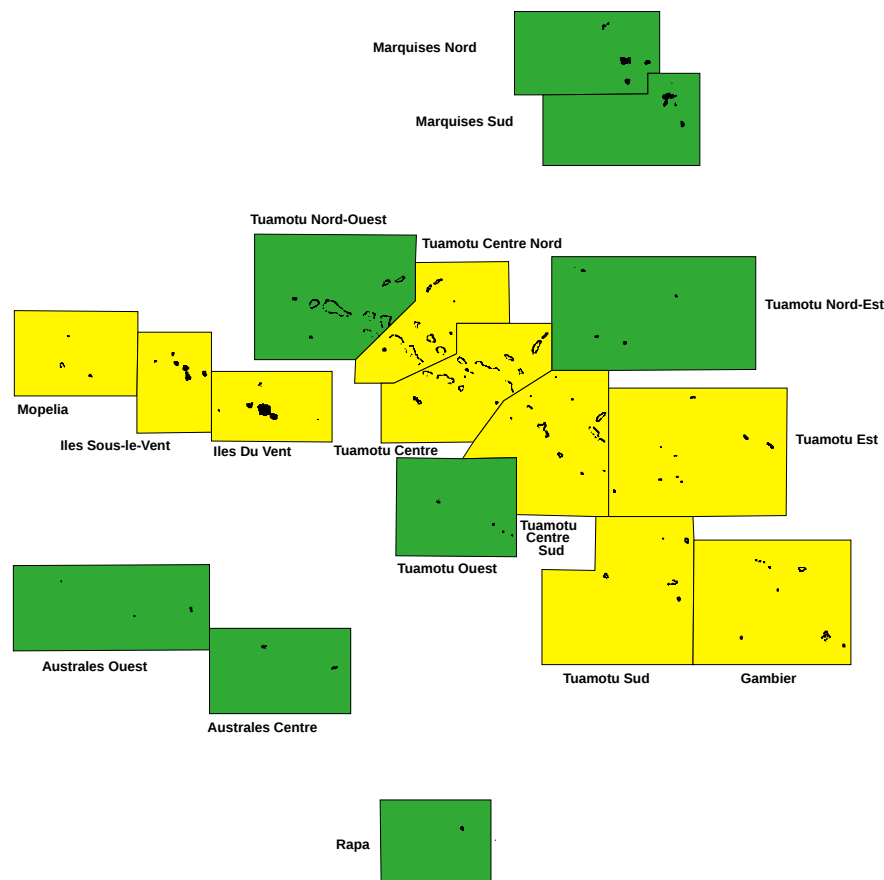 Marquises Nord
Marquises Sud
Tuamotu Nord-Ouest
Tuamotu Centre Nord
Tuamotu Nord-Est
Mopelia
Iles Sous-le-Vent
Iles Du Vent
Tuamotu Centre
Tuamotu Est
Tuamotu
Centre
Sud
Tuamotu Ouest
Australes Ouest
Tuamotu Sud
Gambier
Australes Centre
Rapa